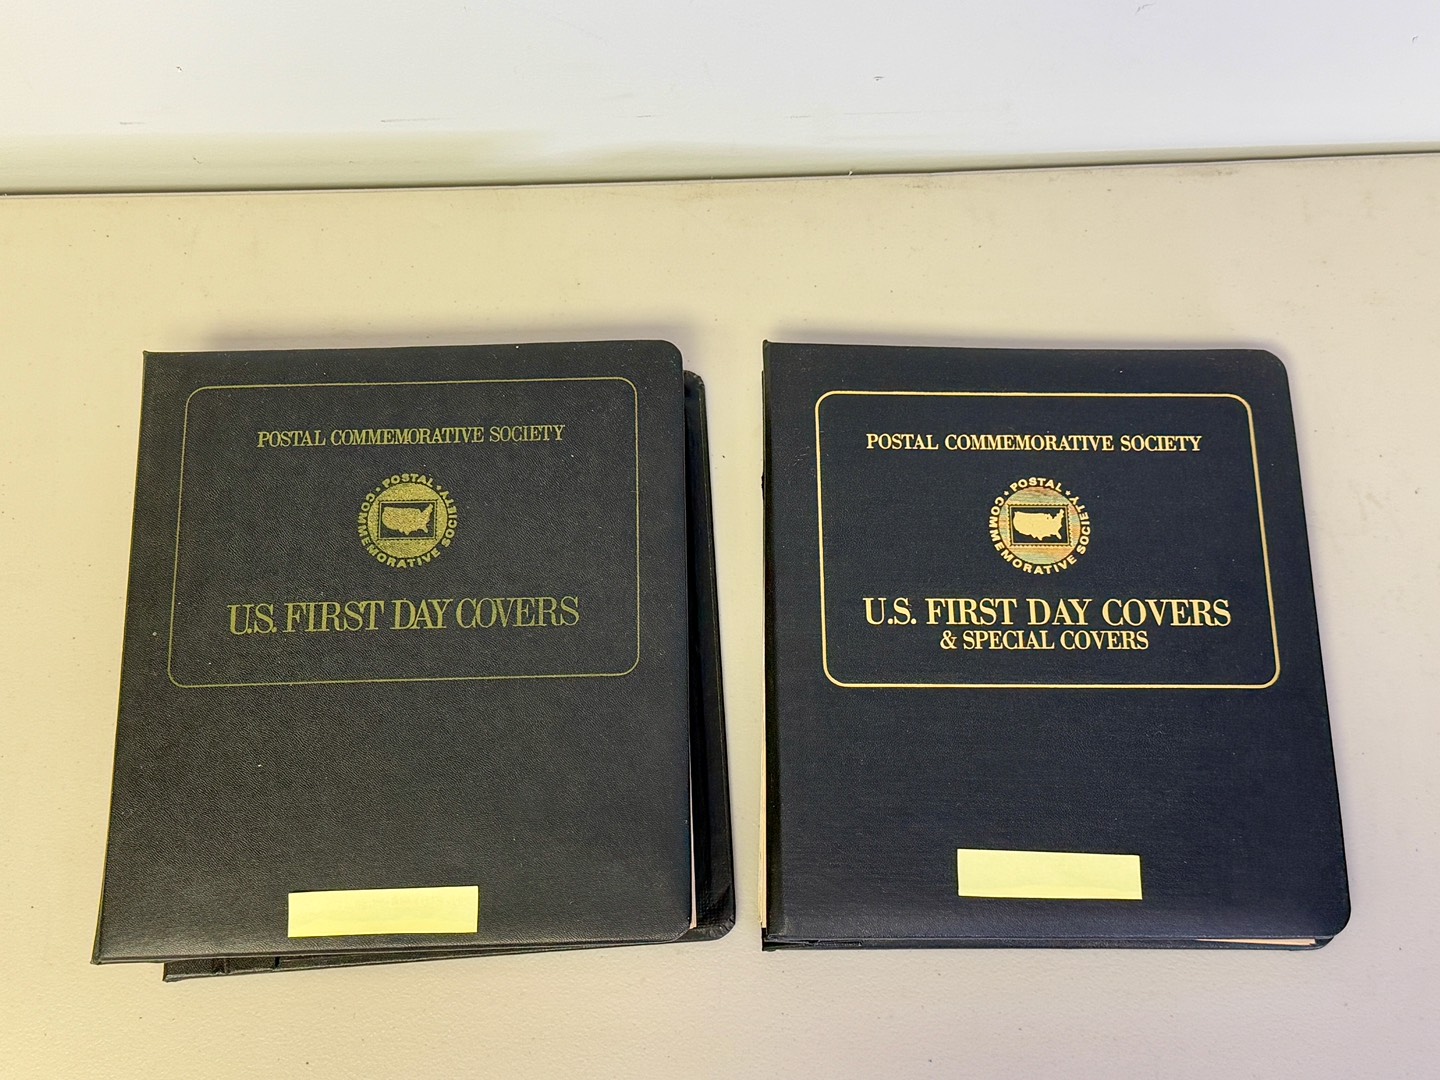 POSTAL COMMEMORATIVE SOCIETY
• POSTAL •
COMMEMORATIVE SOCIETY
U.S. FIRST DAY COVERS
POSTAL COMMEMORATIVE SOCIETY
• POSTAL •
COMMEMORATIVE SOCIETY
U.S. FIRST DAY COVERS
& SPECIAL COVERS